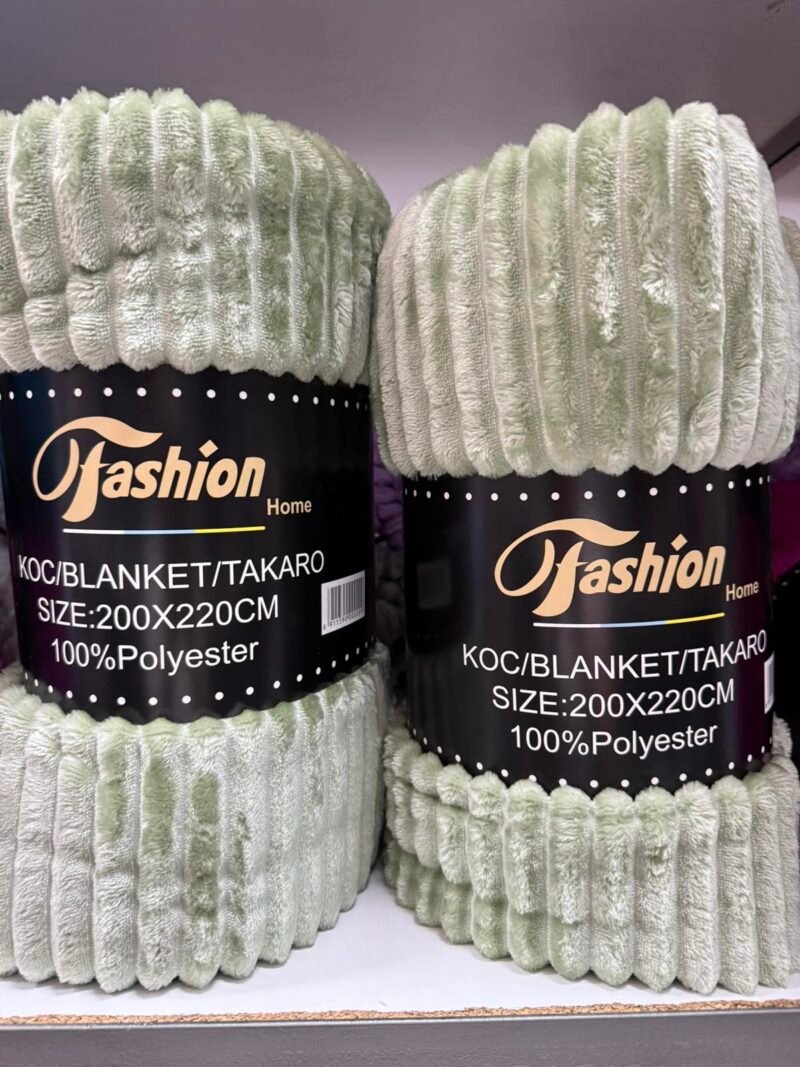 Fashion
Home
KOC/BLANKET/TAKARO
SIZE:200X220CM
100%Polyester
Fashion
Home
KOC/BLANKET/TAKARO
SIZE:200X220CM
100%Polyester